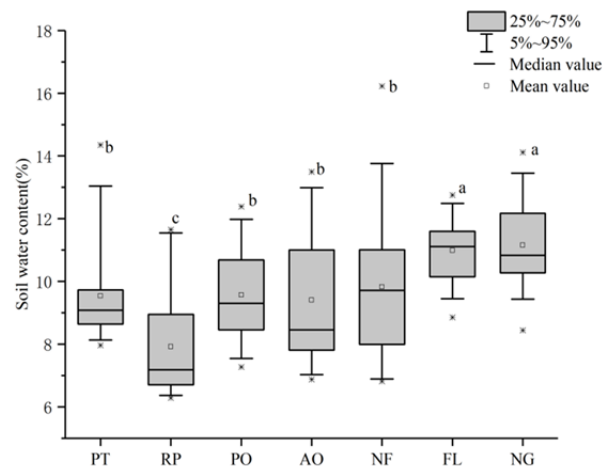 25%~75%
5%~95%
Median value
Mean value
Soil water content(%)
18
16
14
12
10
8
6
b
c
b
b
b
a
a
PT RP PO AO NF FL NG